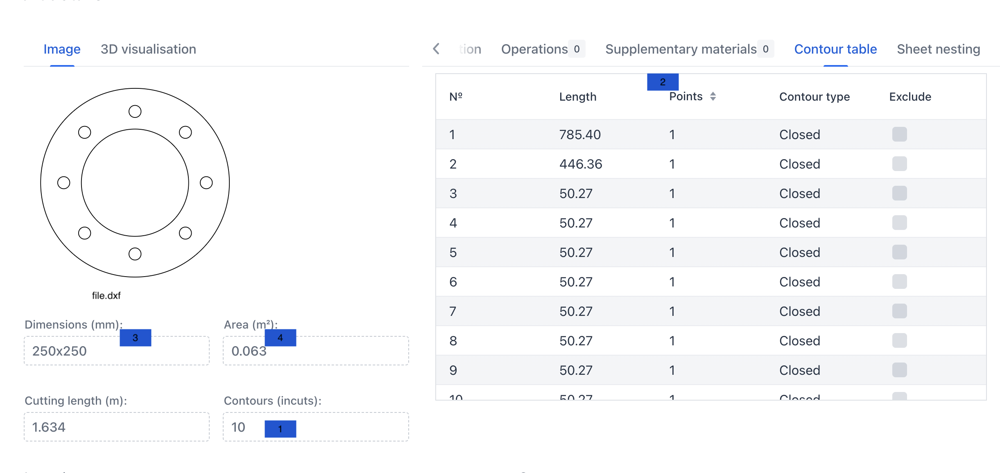 Image 3D visualisation
tion Operations 0 Supplementary materials 0 Contour table Sheet nesting
2
Nº Length Points Contour type Exclude
1 785.40 1 Closed
2 446.36 1 Closed
3 50.27 1 Closed
4 50.27 1 Closed
5 50.27 1 Closed
6 50.27 1 Closed
7 50.27 1 Closed
8 50.27 1 Closed
9 50.27 1 Closed
10 50.27 1 Closed
file.dxf
Dimensions (mm): Area (m²):
3 4
250x250 0.063
Cutting length (m): Contours (incuts):
1.634 10 1